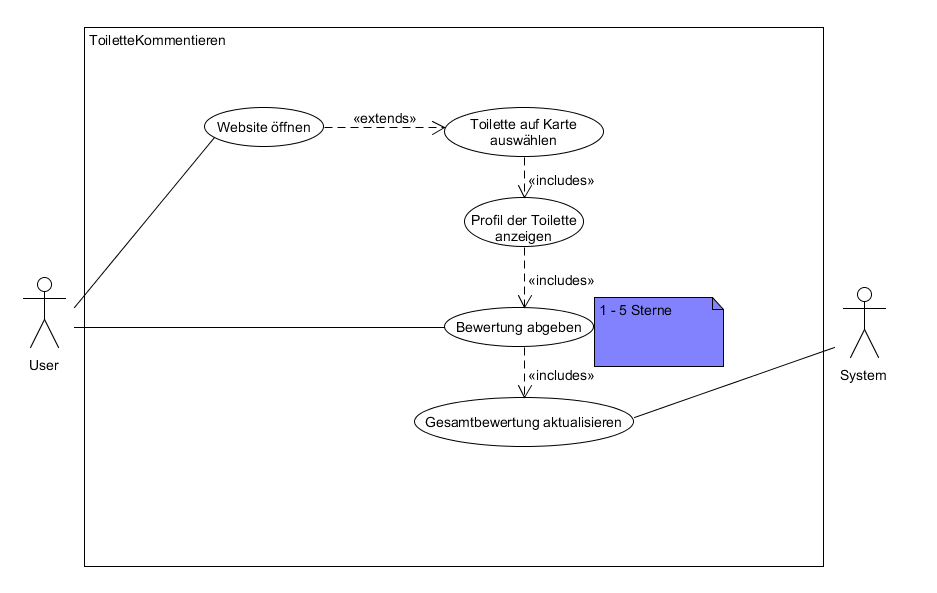 ToiletteKommentieren
Website öffnen
«extends»
Toilette auf Karte
auswählen
«includes»
Profil der Toilette
anzeigen
«includes»
Bewertung abgeben
1 - 5 Sterne
User
System
«includes»
Gesamtbewertung aktualisieren